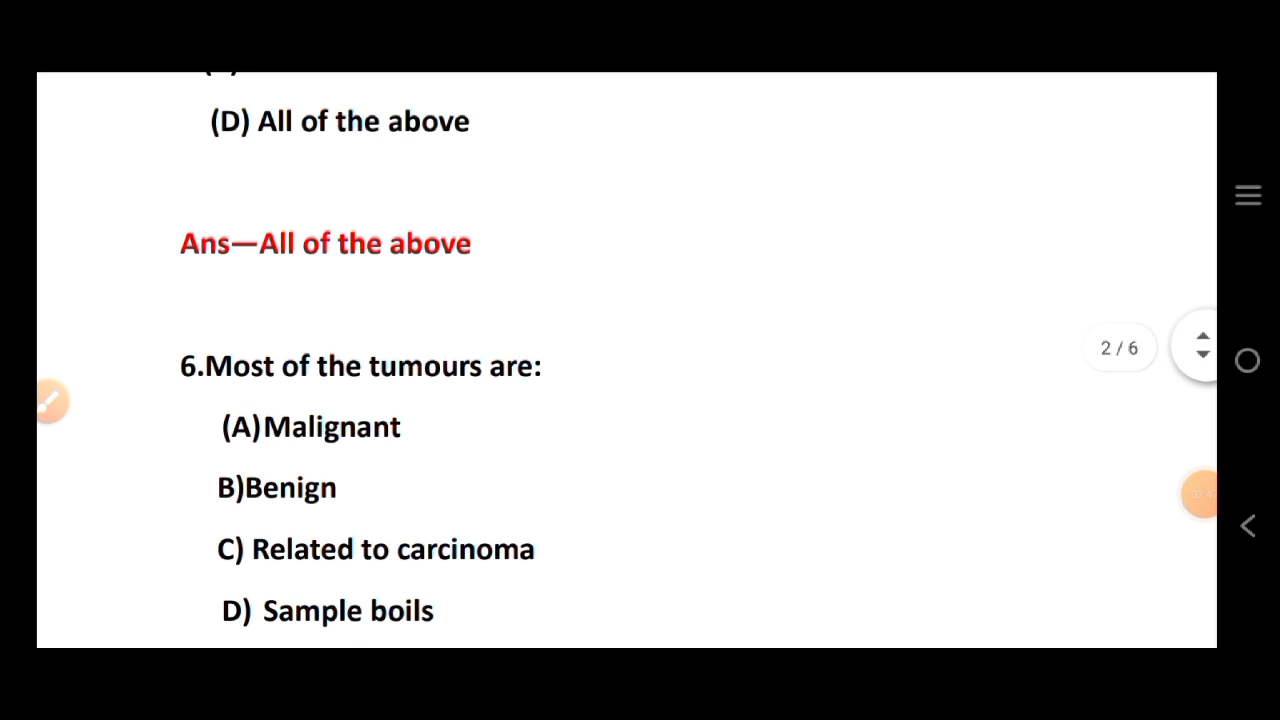 (D) All of the above
Ans—All of the above
6.Most of the tumours are:
(A)Malignant
B)Benign
C) Related to carcinoma
D) Sample boils
2 / 6